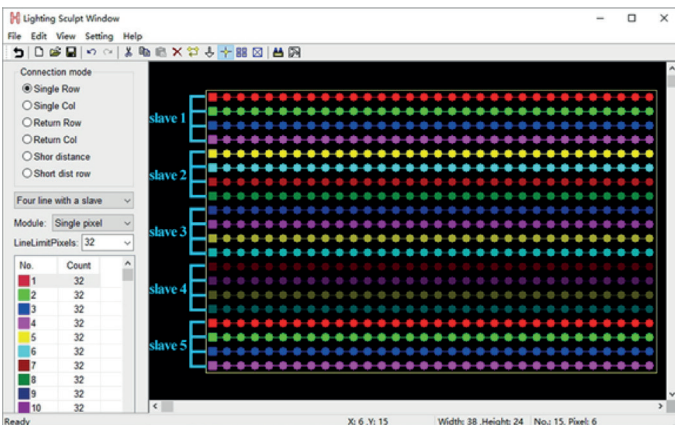 Lighting Sculpt Window
File Edit View Setting Help
Connection mode
Single Row
Single Col
Return Row
Return Col
Shor distance
Short dist row
Four line with a slave
Module: Single pixel
LineLimitPixels: 32
No. Count
1 32
2 32
3 32
4 32
5 32
6 32
7 32
8 32
9 32
10 32
slave 1
slave 2
slave 3
slave 4
slave 5
Ready X: 6 ,Y: 15 Width: 38 ,Height: 24 No.: 15, Pixel: 6